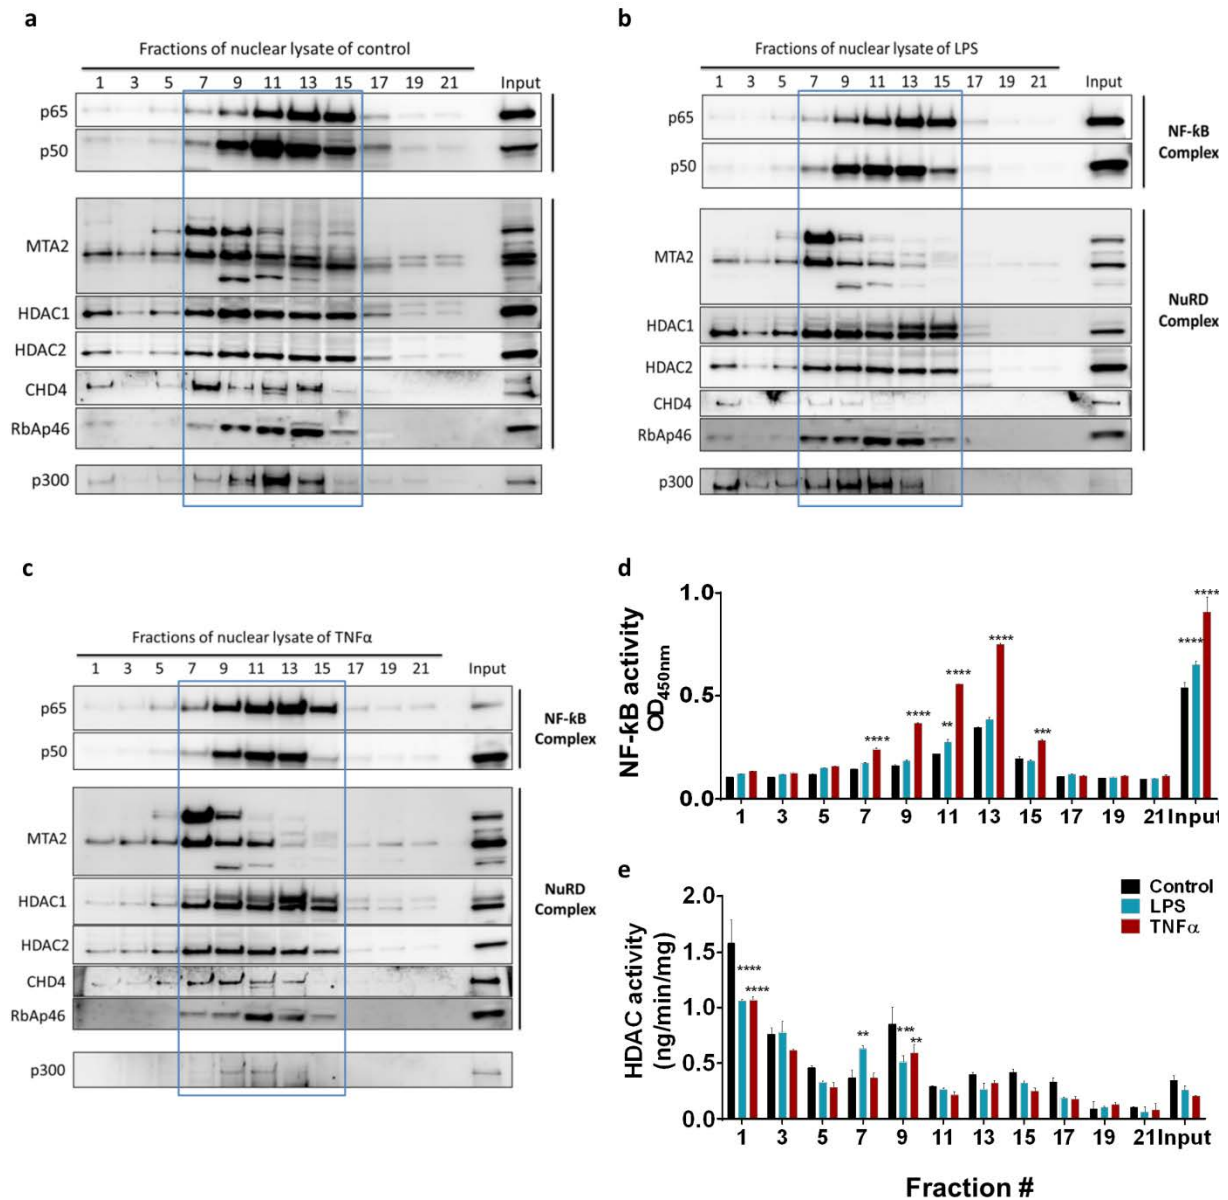 a
Fractions of nuclear lysate of control
1 3 5 7 9 11 13 15 17 19 21 Input
p65
p50
MTA2
HDAC1
HDAC2
CHD4
RbAp46
p300
b
Fractions of nuclear lysate of LPS
1 3 5 7 9 11 13 15 17 19 21 Input
p65
p50
NF-ƙB
Complex
MTA2
HDAC1
HDAC2
CHD4
RbAp46
NuRD
Complex
p300
c
Fractions of nuclear lysate of TNFα
1 3 5 7 9 11 13 15 17 19 21 Input
p65
p50
NF-ƙB
Complex
MTA2
HDAC1
HDAC2
CHD4
RbAp46
NuRD
Complex
p300
d
NF-ƙB activity
OD450nm
1.0
0.5
0.0
**** **** ** **** **** *** **** ****
1 3 5 7 9 11 13 15 17 19 21 Input
e
HDAC activity
(ng/min/mg)
2.0
1.5
1.0
0.5
0.0
Control
LPS
TNFα
****
****
**
***
**
1 3 5 7 9 11 13 15 17 19 21 Input
Fraction #